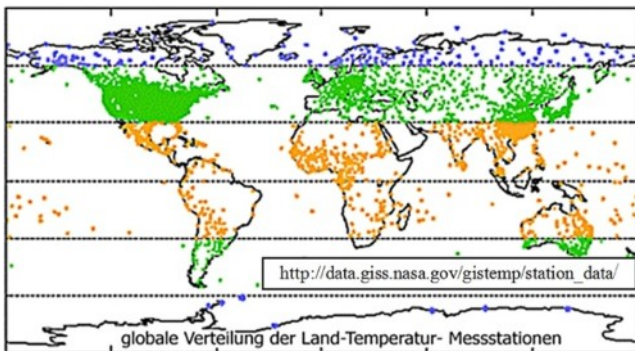 http://data.giss.nasa.gov/gistemp/station_data/
globale Verteilung der Land-Temperatur- Messstationen